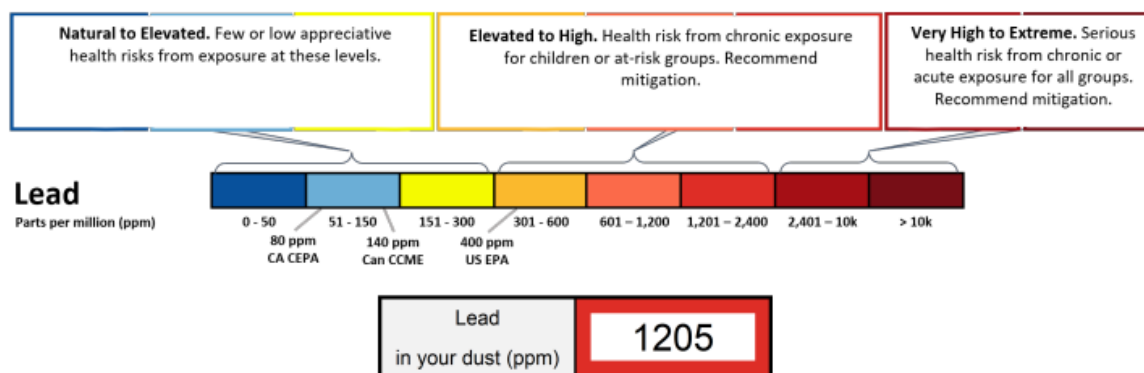 Natural to Elevated. Few or low appreciative
health risks from exposure at these levels.
Elevated to High. Health risk from chronic exposure
for children or at-risk groups. Recommend
mitigation.
Very High to Extreme. Serious
health risk from chronic or
acute exposure for all groups.
Recommend mitigation.
Lead
Parts per million (ppm)
0 - 50
51 - 150
151 - 300
301 - 600
601 – 1,200
1,201 – 2,400
2,401 – 10k
> 10k
80 ppm
CA CEPA
140 ppm
Can CCME
400 ppm
US EPA
Lead
in your dust (ppm)
1205